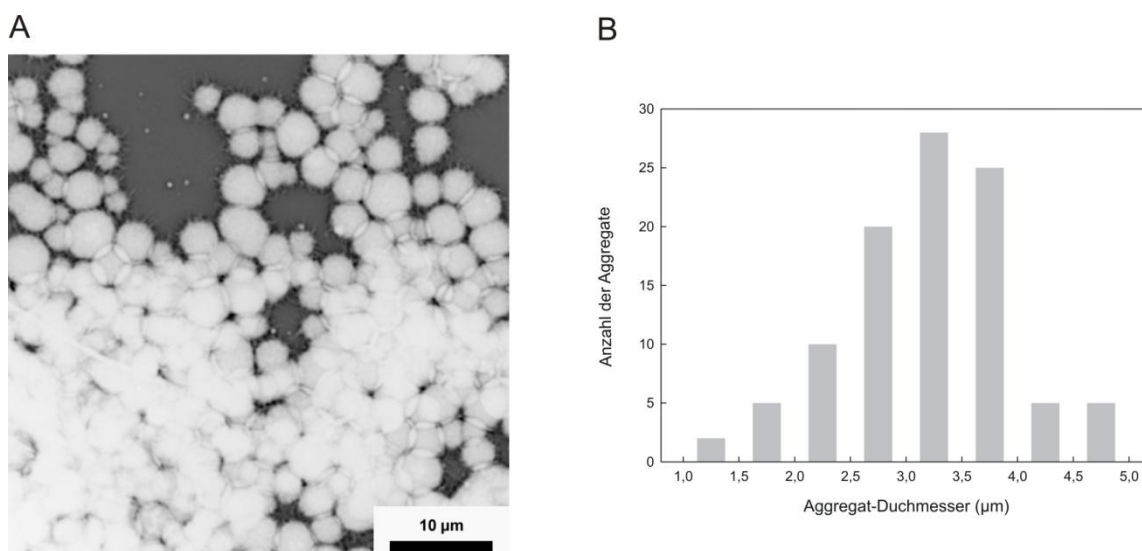 A
B
10 µm
Anzahl der Aggregate
30
25
20
15
10
5
0
1,0 1,5 2,0 2,5 3,0 3,5 4,0 4,5 5,0
Aggregat-Duchmesser (µm)